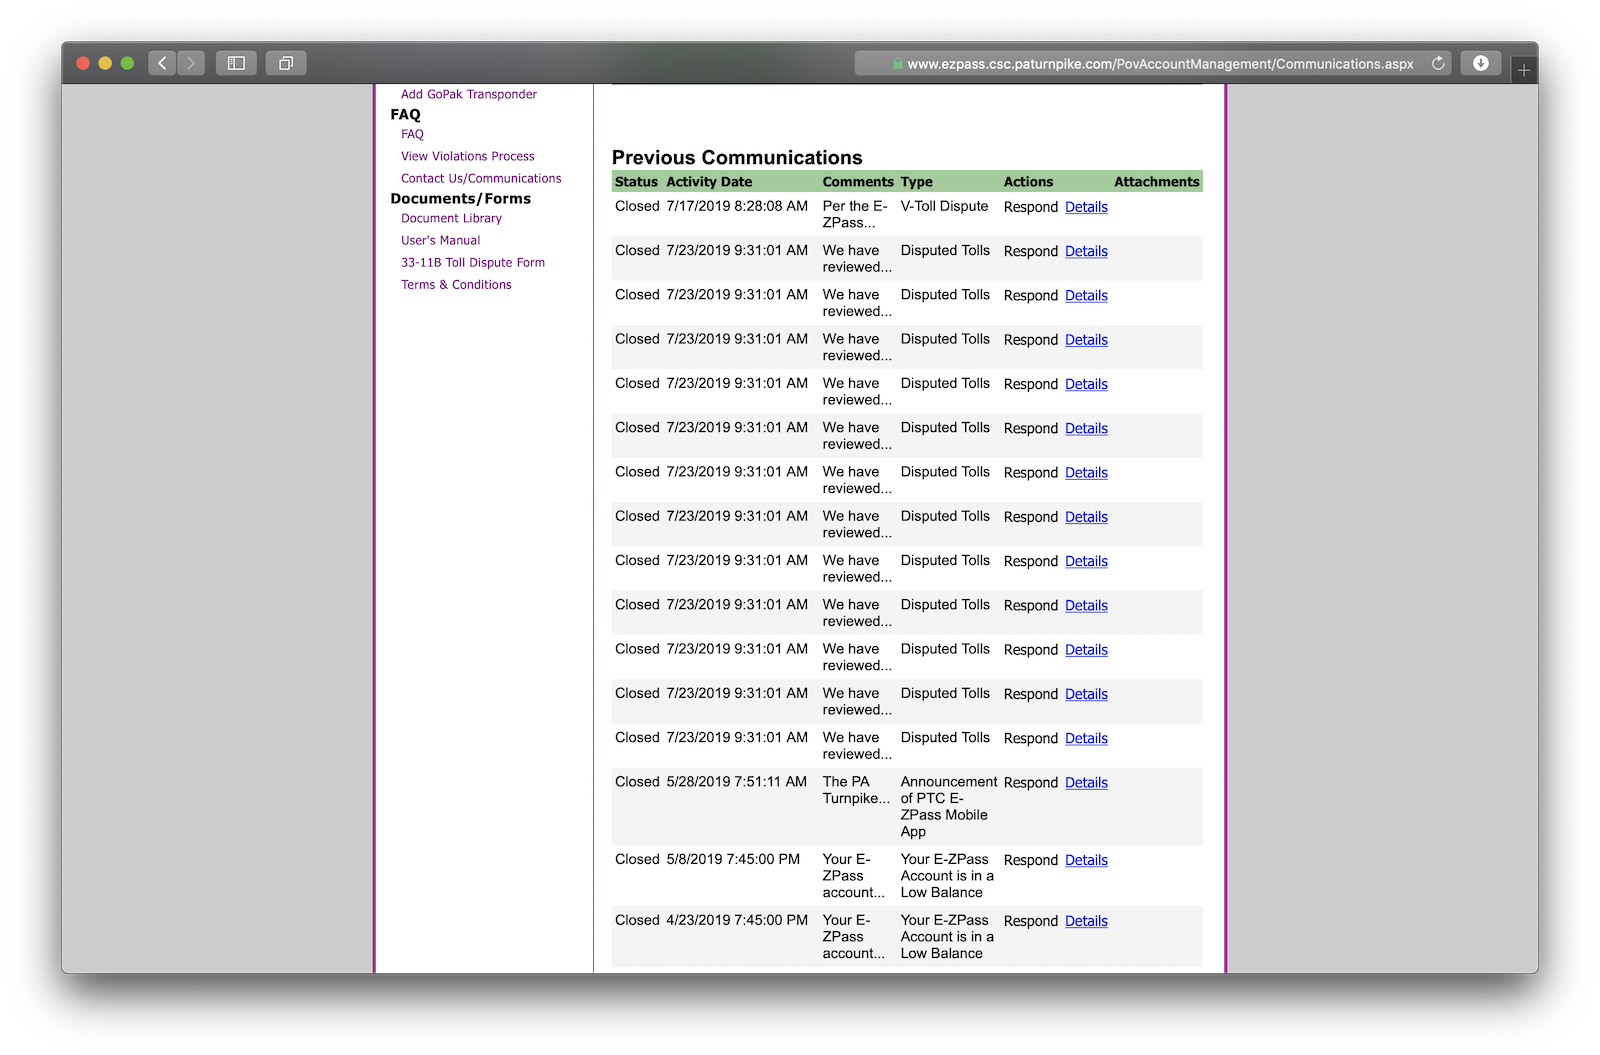 www.ezpass.csc.paturnpike.com/PovAccountManagement/Communications.aspx
Add GoPak Transponder
FAQ
FAQ
View Violations Process
Contact Us/Communications
Documents/Forms
Document Library
User's Manual
33-11B Toll Dispute Form
Terms & Conditions
Previous Communications
Status Activity Date Comments Type Actions Attachments
Closed 7/17/2019 8:28:08 AM Per the E- V-Toll Dispute Respond Details
ZPass...
Closed 7/23/2019 9:31:01 AM We have Disputed Tolls Respond Details
reviewed...
Closed 7/23/2019 9:31:01 AM We have Disputed Tolls Respond Details
reviewed...
Closed 7/23/2019 9:31:01 AM We have Disputed Tolls Respond Details
reviewed...
Closed 7/23/2019 9:31:01 AM We have Disputed Tolls Respond Details
reviewed...
Closed 7/23/2019 9:31:01 AM We have Disputed Tolls Respond Details
reviewed...
Closed 7/23/2019 9:31:01 AM We have Disputed Tolls Respond Details
reviewed...
Closed 7/23/2019 9:31:01 AM We have Disputed Tolls Respond Details
reviewed...
Closed 7/23/2019 9:31:01 AM We have Disputed Tolls Respond Details
reviewed...
Closed 7/23/2019 9:31:01 AM We have Disputed Tolls Respond Details
reviewed...
Closed 7/23/2019 9:31:01 AM We have Disputed Tolls Respond Details
reviewed...
Closed 7/23/2019 9:31:01 AM We have Disputed Tolls Respond Details
reviewed...
Closed 7/23/2019 9:31:01 AM We have Disputed Tolls Respond Details
reviewed...
Closed 5/28/2019 7:51:11 AM The PA Announcement Respond Details
Turnpike... of PTC E-
ZPass Mobile
App
Closed 5/8/2019 7:45:00 PM Your E- Your E-ZPass Respond Details
ZPass Account is in a
account... Low Balance
Closed 4/23/2019 7:45:00 PM Your E- Your E-ZPass Respond Details
ZPass Account is in a
account... Low Balance